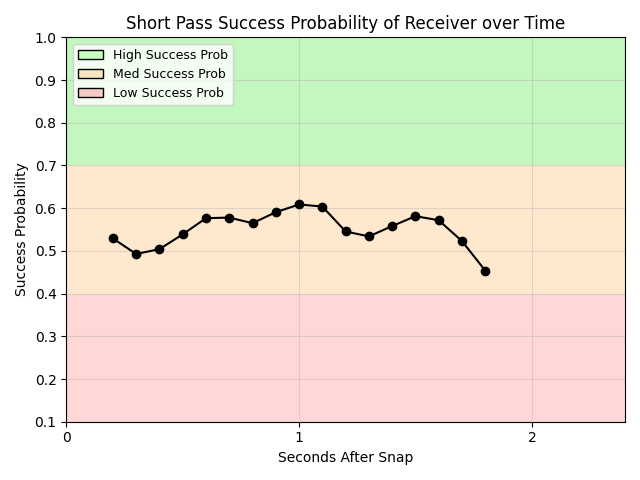 Short Pass Success Probability of Receiver over Time
1.0
High Success Prob
Med Success Prob
Low Success Prob
0.9
0.8
0.7
0.6
0.5
0.4
0.3
0.2
0.1
Success Probability
0 1 2
Seconds After Snap